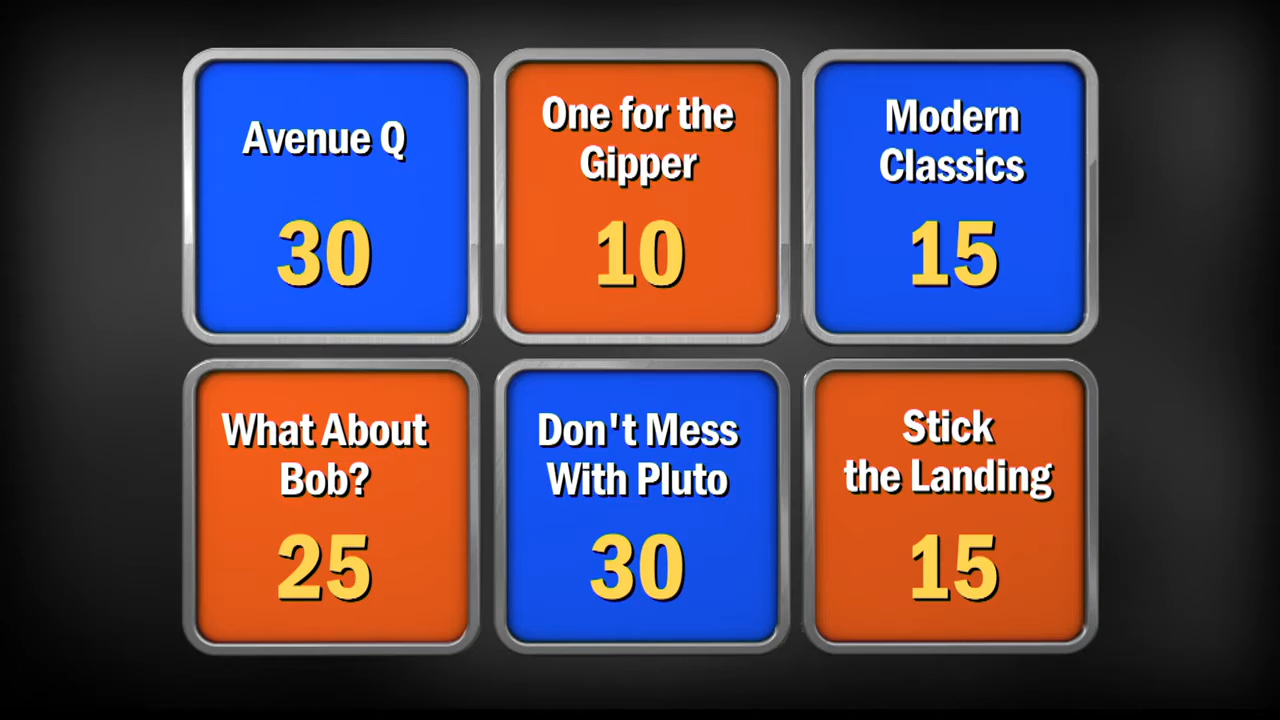 Avenue Q
30
One for the
Gipper
10
Modern
Classics
15
What About
Bob?
25
Don't Mess
With Pluto
30
Stick
the Landing
15